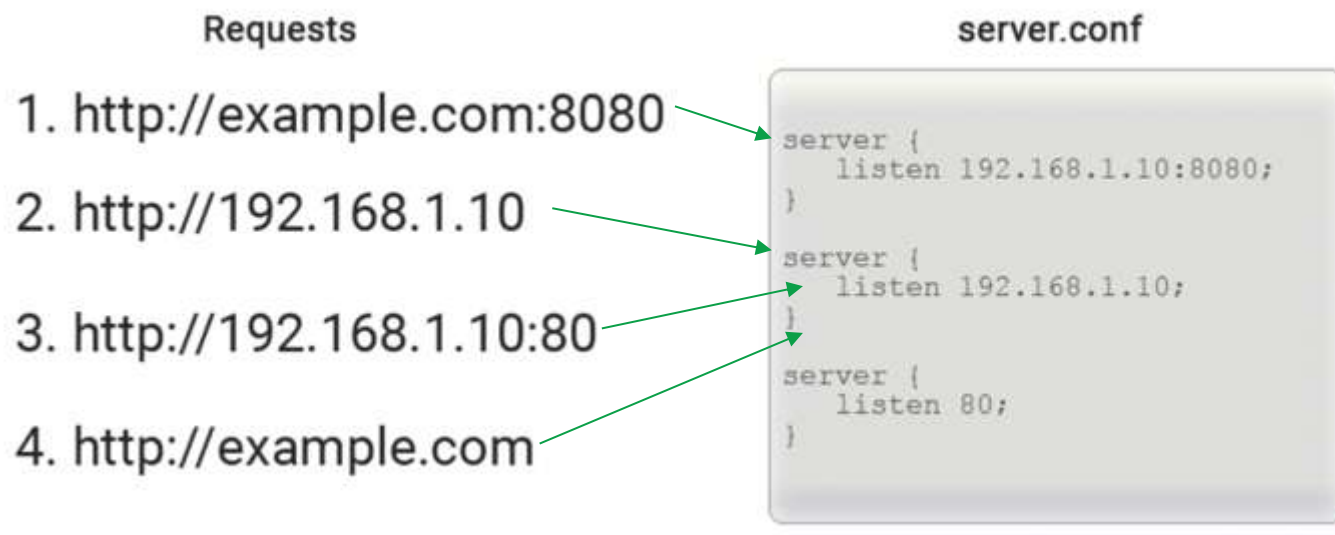 Requests
1. http://example.com:8080
2. http://192.168.1.10
3. http://192.168.1.10:80
4. http://example.com
server.conf
server {
   listen 192.168.1.10:8080;
}
server {
   listen 192.168.1.10;
}
server {
   listen 80;
}